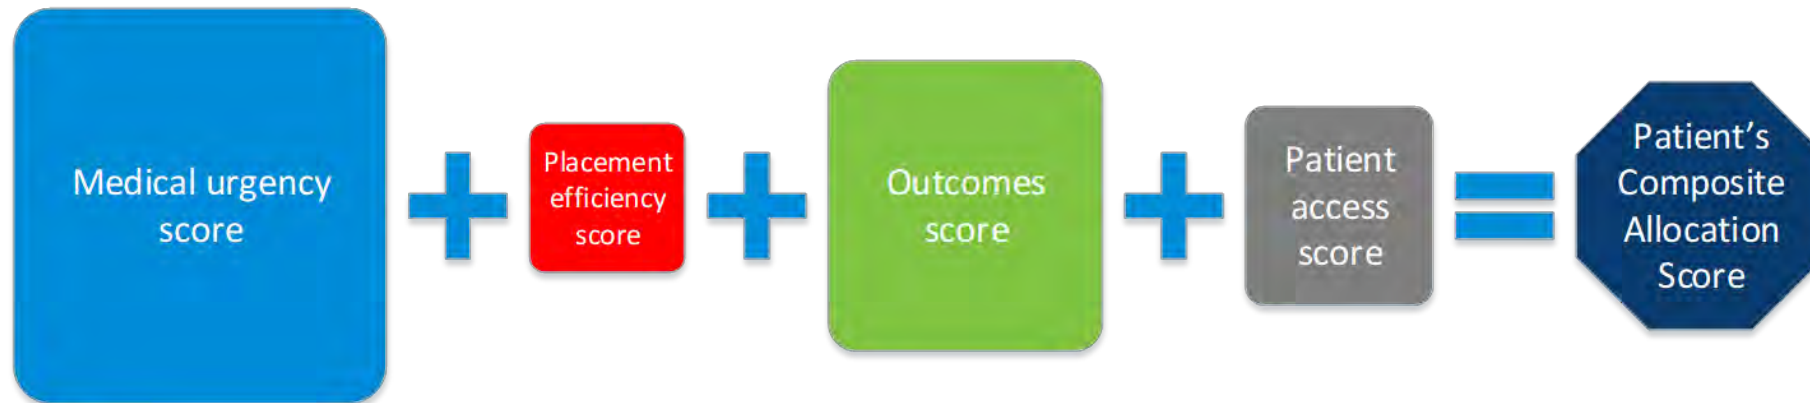 Medical urgency
score
Placement
efficiency
score
Outcomes
score
Patient
access
score
Patient’s
Composite
Allocation
Score